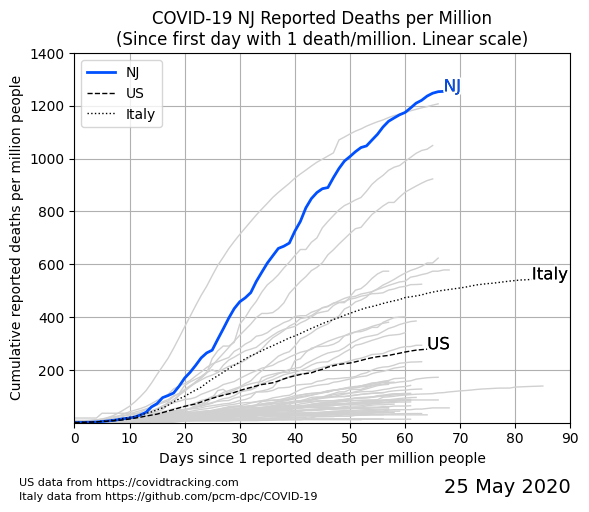 COVID-19 NJ Reported Deaths per Million
(Since first day with 1 death/million. Linear scale)
Cumulative reported deaths per million people
1400
1200
1000
800
600
400
200
NJ
US
Italy
NJ
Italy
US
0 10 20 30 40 50 60 70 80 90
Days since 1 reported death per million people
US data from https://covidtracking.com
Italy data from https://github.com/pcm-dpc/COVID-19
25 May 2020